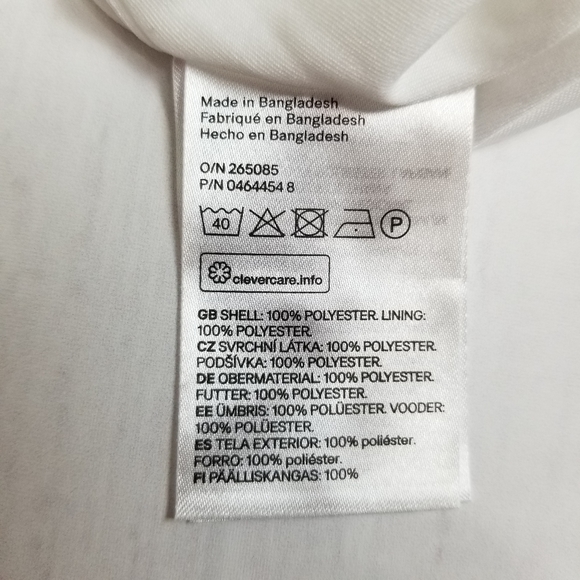 Made in Bangladesh
Fabriqué en Bangladesh
Hecho en Bangladesh
O/N 265085
P/N 0464454 8
40 P
clevercare.info
GB SHELL: 100% POLYESTER. LINING:
100% POLYESTER.
CZ SVRCHNÍ LÁTKA: 100% POLYESTER.
PODŠÍVKA: 100% POLYESTER.
DE OBERMATERIAL: 100% POLYESTER.
FUTTER: 100% POLYESTER.
EE ÜMBRIS: 100% POLÜESTER. VOODER:
100% POLÜESTER.
ES TELA EXTERIOR: 100% poliéster.
FORRO: 100% poliéster.
FI PÄÄLLISKANGAS: 100%